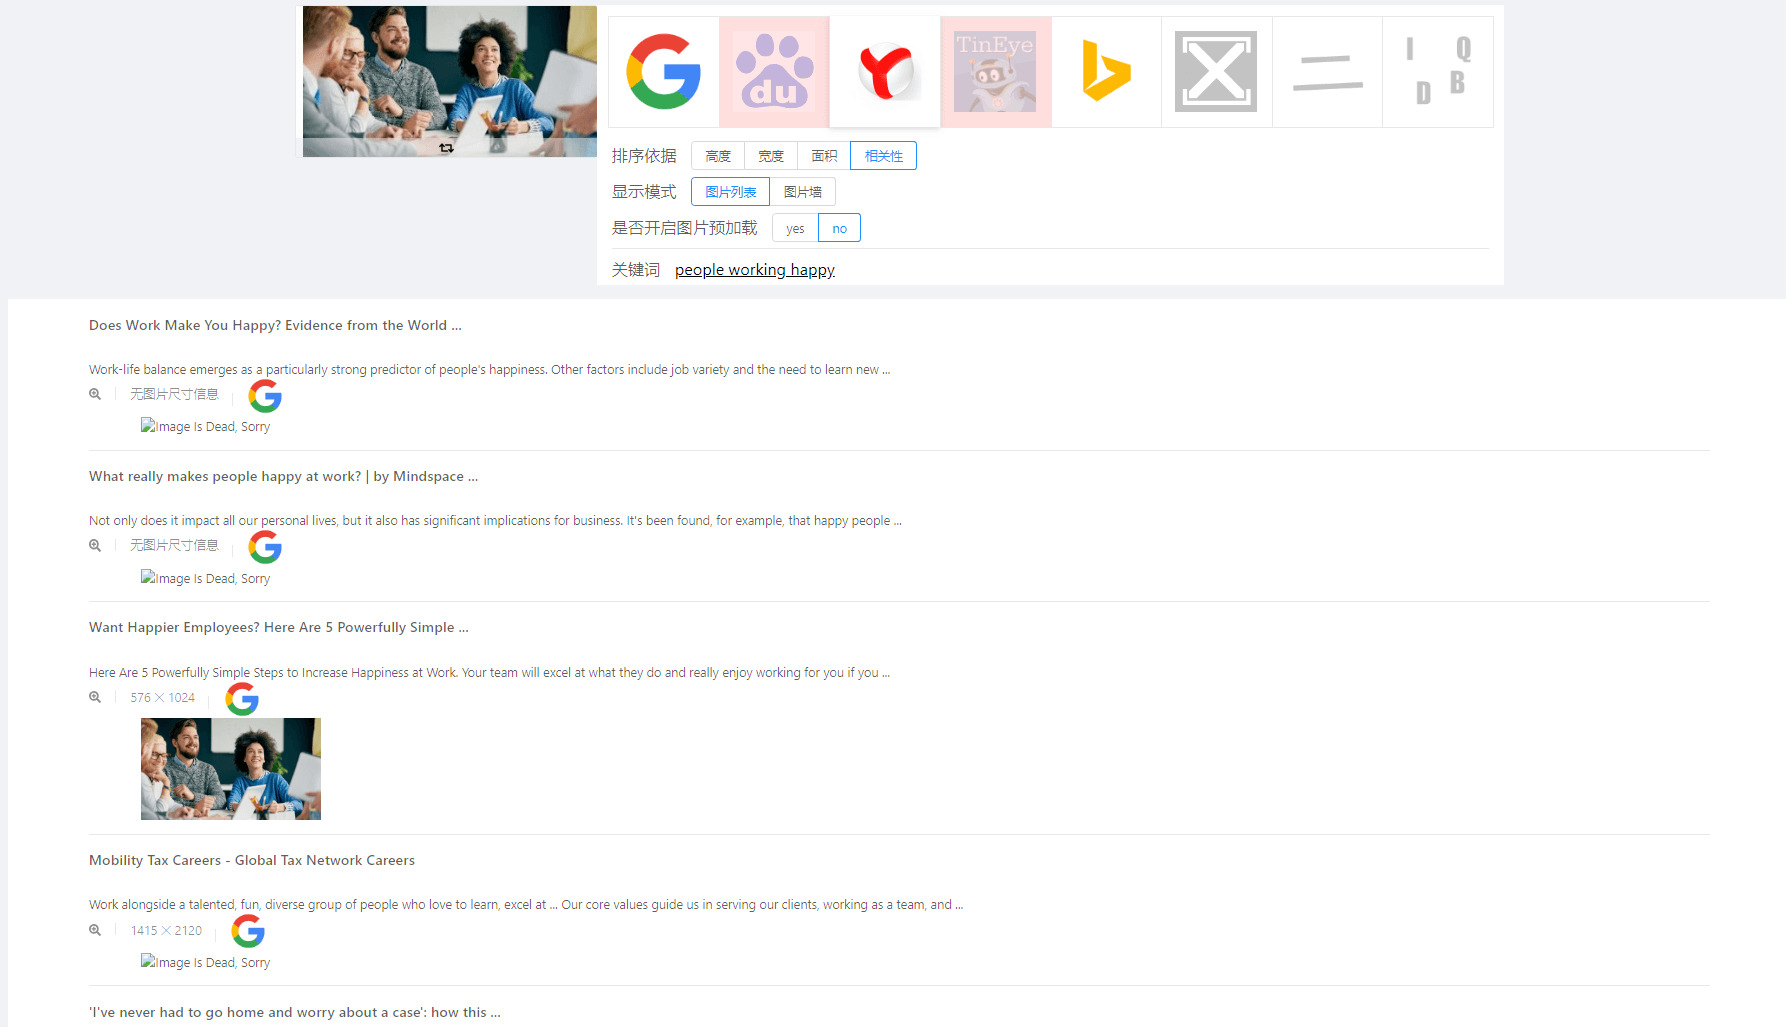 du
TinEye
I Q
D B
排序依据 高度 宽度 面积 相关性
显示模式 图片列表 图片墙
是否开启图片预加载 yes no
关键词 people working happy
Does Work Make You Happy? Evidence from the World ...
Work-life balance emerges as a particularly strong predictor of people's happiness. Other factors include job variety and the need to learn new ...
无图片尺寸信息
Image Is Dead, Sorry
What really makes people happy at work? | by Mindspace ...
Not only does it impact all our personal lives, but it also has significant implications for business. It's been found, for example, that happy people ...
无图片尺寸信息
Image Is Dead, Sorry
Want Happier Employees? Here Are 5 Powerfully Simple ...
Here Are 5 Powerfully Simple Steps to Increase Happiness at Work. Your team will excel at what they do and really enjoy working for you if you ...
576 × 1024
Mobility Tax Careers - Global Tax Network Careers
Work alongside a talented, fun, diverse group of people who love to learn, excel at ... Our core values guide us in serving our clients, working as a team, and ...
1415 × 2120
Image Is Dead, Sorry
'I've never had to go home and worry about a case': how this ...